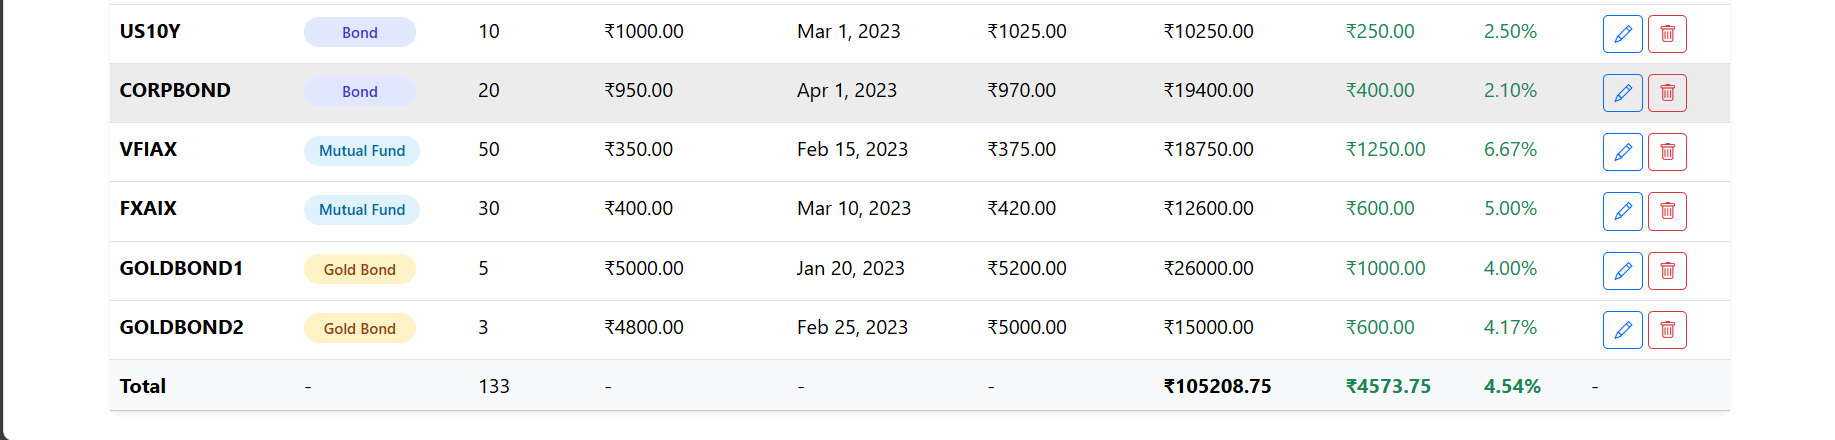 US10Y Bond 10 ₹1000.00 Mar 1, 2023 ₹1025.00 ₹10250.00 ₹250.00 2.50%
CORPBOND Bond 20 ₹950.00 Apr 1, 2023 ₹970.00 ₹19400.00 ₹400.00 2.10%
VFIAX Mutual Fund 50 ₹350.00 Feb 15, 2023 ₹375.00 ₹18750.00 ₹1250.00 6.67%
FXAIX Mutual Fund 30 ₹400.00 Mar 10, 2023 ₹420.00 ₹12600.00 ₹600.00 5.00%
GOLDBOND1 Gold Bond 5 ₹5000.00 Jan 20, 2023 ₹5200.00 ₹26000.00 ₹1000.00 4.00%
GOLDBOND2 Gold Bond 3 ₹4800.00 Feb 25, 2023 ₹5000.00 ₹15000.00 ₹600.00 4.17%
Total - 133 - - - ₹105208.75 ₹4573.75 4.54% -